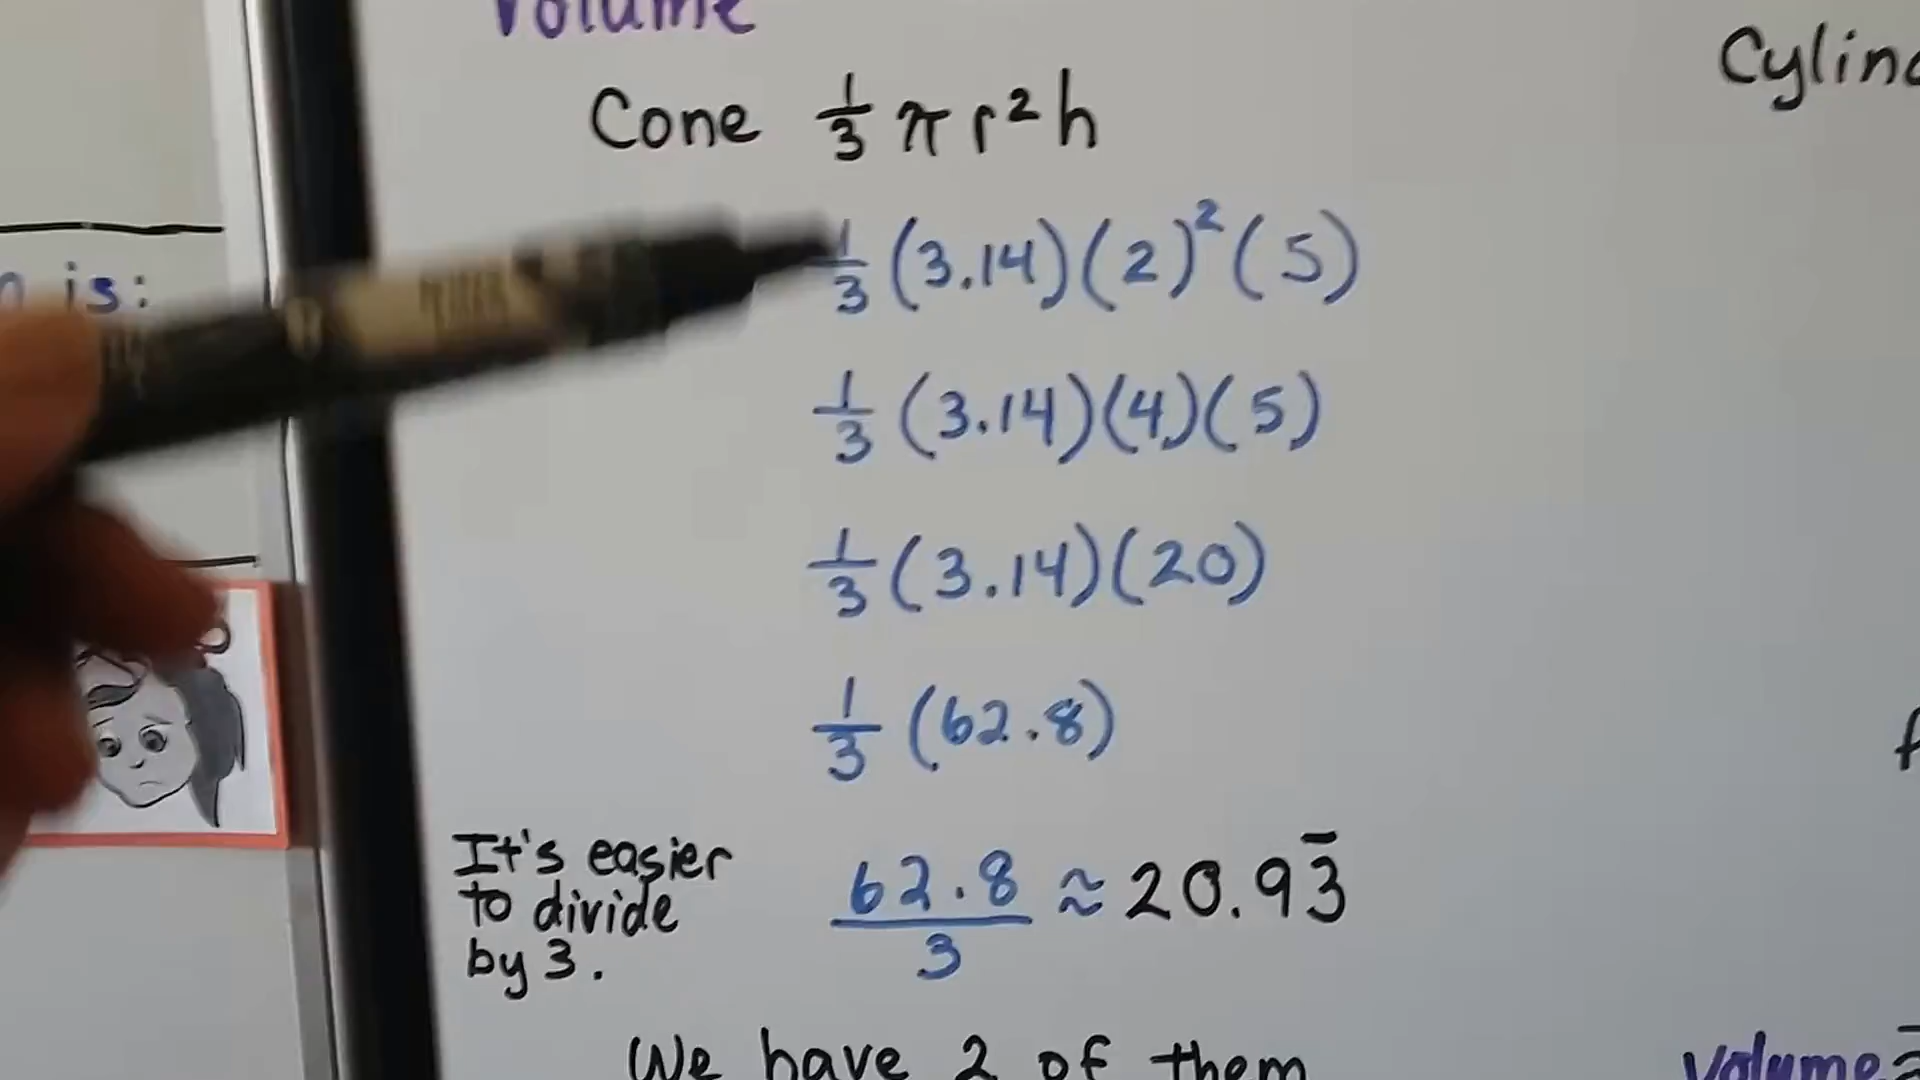 Volume
Cone 1/3 π r² h
1/3 (3.14)(2)²(5)
1/3 (3.14)(4)(5)
1/3 (3.14)(20)
1/3 (62.8)
It's easier
to divide
by 3.
62.8/3 ≈ 20.93̅
We have 2 of them
is:
volume